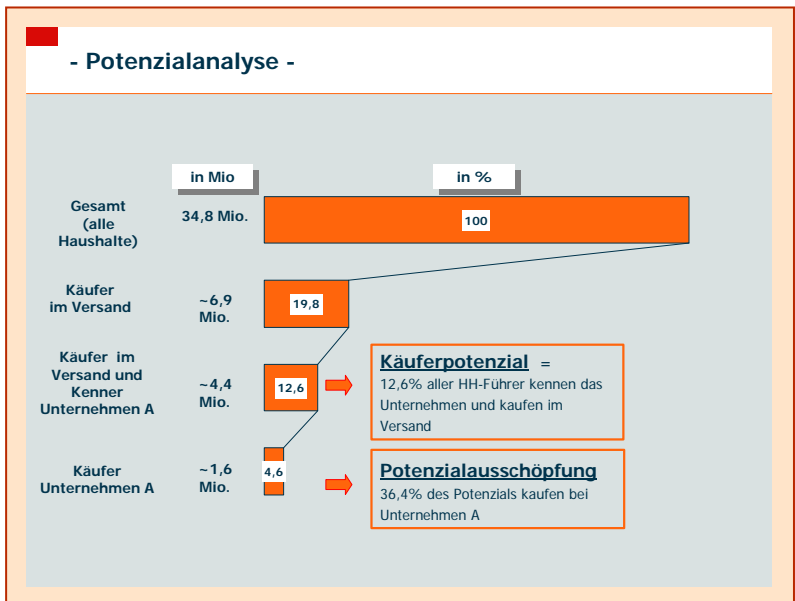 - Potenzialanalyse -
in Mio
in %
Gesamt
(alle
Haushalte)
34,8 Mio.
100
Käufer
im Versand
~6,9
Mio.
19,8
Käufer im
Versand und
Kenner
Unternehmen A
~4,4
Mio.
12,6
Käuferpotenzial =
12,6% aller HH-Führer kennen das
Unternehmen und kaufen im
Versand
Käufer
Unternehmen A
~1,6
Mio.
4,6
Potenzialausschöpfung
36,4% des Potenzials kaufen bei
Unternehmen A